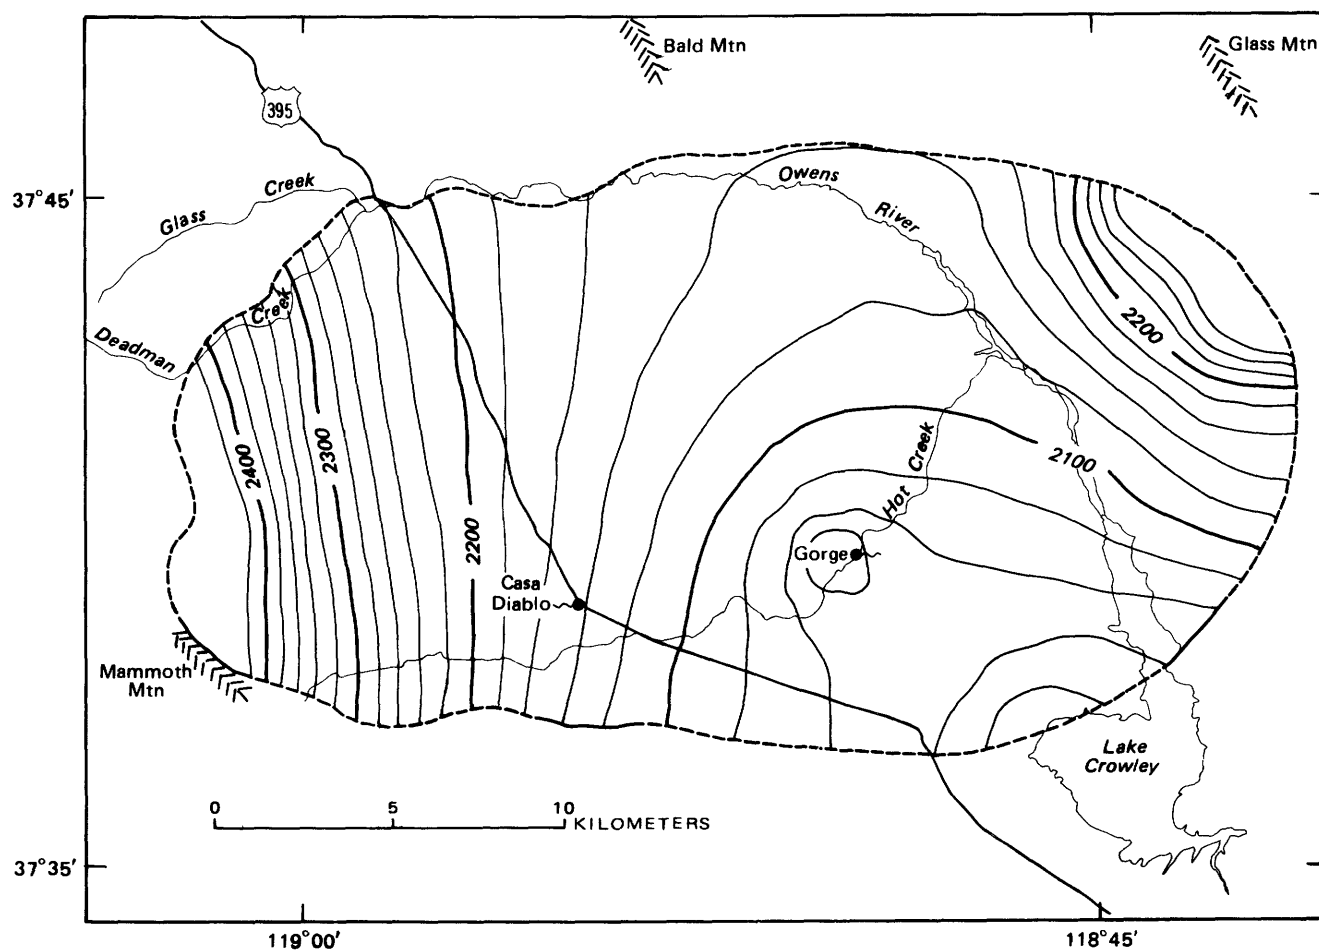 Bald Mtn
Glass Mtn
395
37°45′
Glass Creek
Owens River
Deadman Creek
2400
2300
2200
2200
2100
Hot Creek
Gorge
Casa
Diablo
Mammoth
Mtn
Lake
Crowley
0 5 10
KILOMETERS
37°35′
119°00′
118°45′